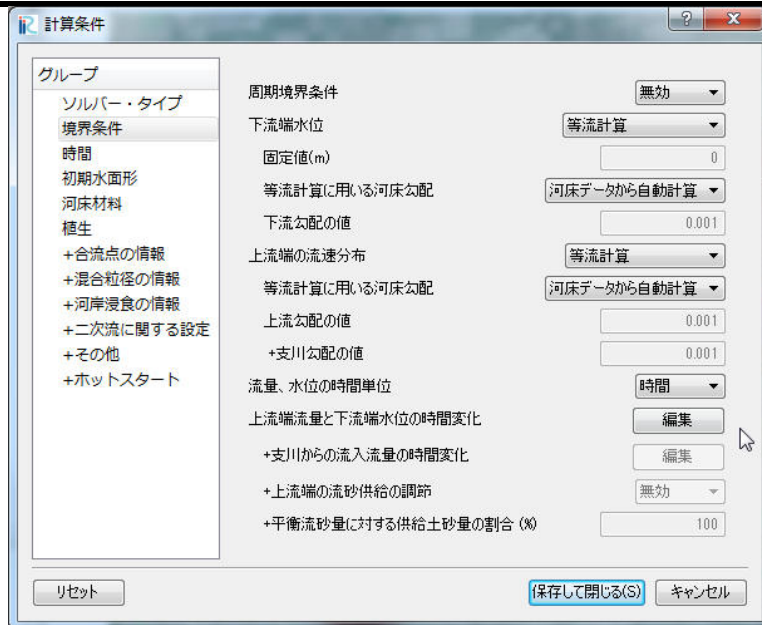 計算条件
グループ
ソルバー・タイプ
境界条件
時間
初期水面形
河床材料
植生
+合流点の情報
+混合粒径の情報
+河岸浸食の情報
+二次流に関する設定
+その他
+ホットスタート
周期境界条件 無効
下流端水位 等流計算
固定値(m) 0
等流計算に用いる河床勾配 河床データから自動計算
下流勾配の値 0.001
上流端の流速分布 等流計算
等流計算に用いる河床勾配 河床データから自動計算
上流勾配の値 0.001
+支川勾配の値 0.001
流量、水位の時間単位 時間
上流端流量と下流端水位の時間変化 編集
+支川からの流入流量の時間変化 編集
+上流端の流砂供給の調節 無効
+平衡流砂量に対する供給土砂量の割合 (%) 100
リセット 保存して閉じる(S) キャンセル